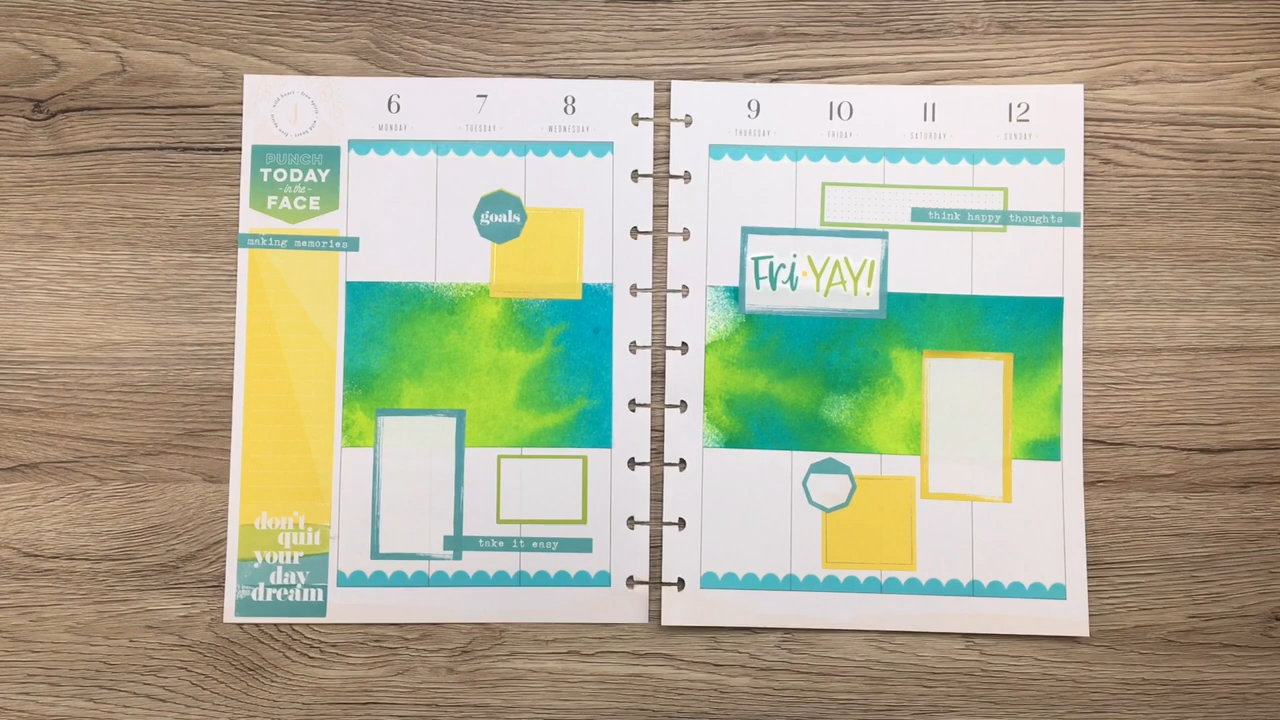 6
MONDAY
7
TUESDAY
8
WEDNESDAY
9
THURSDAY
10
FRIDAY
11
SATURDAY
12
SUNDAY
PUNCH
TODAY
-in the-
FACE
making memories
don't
quit
your
day
dream
goals
take it easy
think happy thoughts
Fri·YAY!